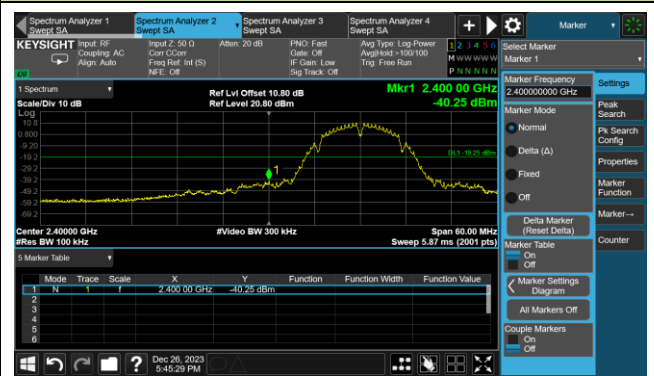 Spectrum Analyzer 1
Swept SA
Spectrum Analyzer 2
Swept SA
Spectrum Analyzer 3
Swept SA
Spectrum Analyzer 4
Swept SA
Marker
KEYSIGHT
Input: RF
Coupling: AC
Align: Auto
Input Z: 50 Ω
Corr CCorr
Freq Ref: Int (S)
NFE: Off
Atten: 20 dB
PNO: Fast
Gate: Off
IF Gain: Low
Sig Track: Off
Avg Type: Log-Power
Avg|Hold:>100/100
Trig: Free Run
1 2 3 4 5 6
M W W W W W
P N N N N N
Select Marker
Marker 1
LXI
1 Spectrum
Scale/Div 10 dB
Log
Ref Lvl Offset 10.80 dB
Ref Level 20.80 dBm
Mkr1 2.400 00 GHz
-40.25 dBm
10.8
0.800
-9.20
-19.2
-29.2
-39.2
-49.2
-59.2
-69.2
DL1 -19.25 dBm
1
Center 2.40000 GHz
#Res BW 100 kHz
#Video BW 300 kHz
Span 60.00 MHz
Sweep 5.87 ms (2001 pts)
5 Marker Table
Mode Trace Scale X Y Function Function Width Function Value
1 N 1 f 2.400 00 GHz -40.25 dBm
2
3
4
5
6
Marker Frequency
2.400000000 GHz
Marker Mode
Normal
Delta (Δ)
Fixed
Off
Delta Marker
(Reset Delta)
Marker Table
On
Off
Marker Settings
Diagram
All Markers Off
Couple Markers
On
Off
Settings
Peak
Search
Pk Search
Config
Properties
Marker
Function
Marker→
Counter
?
Dec 26, 2023
5:45:29 PM